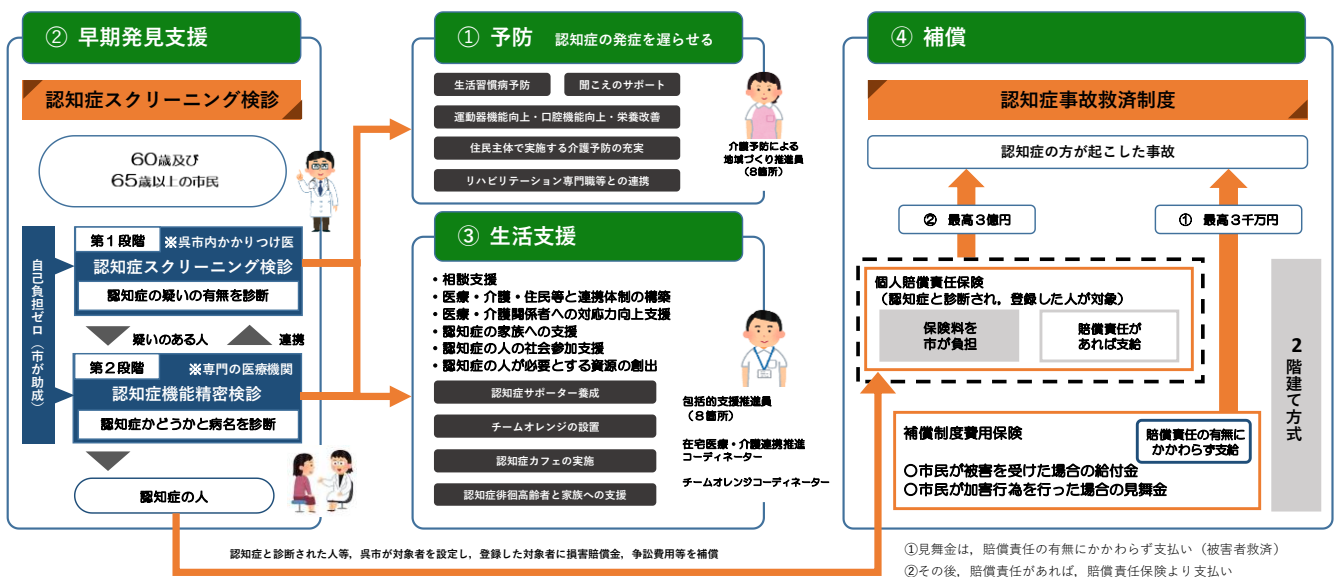 ② 早期発見支援
認知症スクリーニング検診
60歳及び
65歳以上の市民
自己負担ゼロ（市が助成）
第１段階 ※呉市内かかりつけ医
認知症スクリーニング検診
認知症の疑いの有無を診断
疑いのある人 連携
第２段階 ※専門の医療機関
認知機能精密検診
認知症かどうかと病名を診断
認知症の人
① 予防 認知症の発症を遅らせる
生活習慣病予防 聞こえのサポート
運動器機能向上・口腔機能向上・栄養改善
住民主体で実施する介護予防の充実
リハビリテーション専門職等との連携
介護予防による
地域づくり推進員
（８箇所）
③ 生活支援
・相談支援
・医療・介護・住民等と連携体制の構築
・医療・介護関係者への対応力向上支援
・認知症の家族への支援
・認知症の人の社会参加支援
・認知症の人が必要とする資源の創出
認知症サポーター養成
チームオレンジの設置
認知症カフェの実施
認知症徘徊高齢者と家族への支援
包括的支援推進員
（８箇所）
在宅医療・介護連携推進
コーディネーター
チームオレンジコーディネーター
④ 補償
認知症事故救済制度
認知症の方が起こした事故
② 最高３億円 ① 最高３千万円
個人賠償責任保険
（認知症と診断され，登録した人が対象）
保険料を
市が負担
賠償責任が
あれば支給
補償制度費用保険
賠償責任の有無に
かかわらず支給
〇市民が被害を受けた場合の給付金
〇市民が加害行為を行った場合の見舞金
２階建て方式
認知症と診断された人等，呉市が対象者を設定し，登録した対象者に損害賠償金，争訟費用等を補償
①見舞金は，賠償責任の有無にかかわらず支払い（被害者救済）
②その後，賠償責任があれば，賠償責任保険より支払い